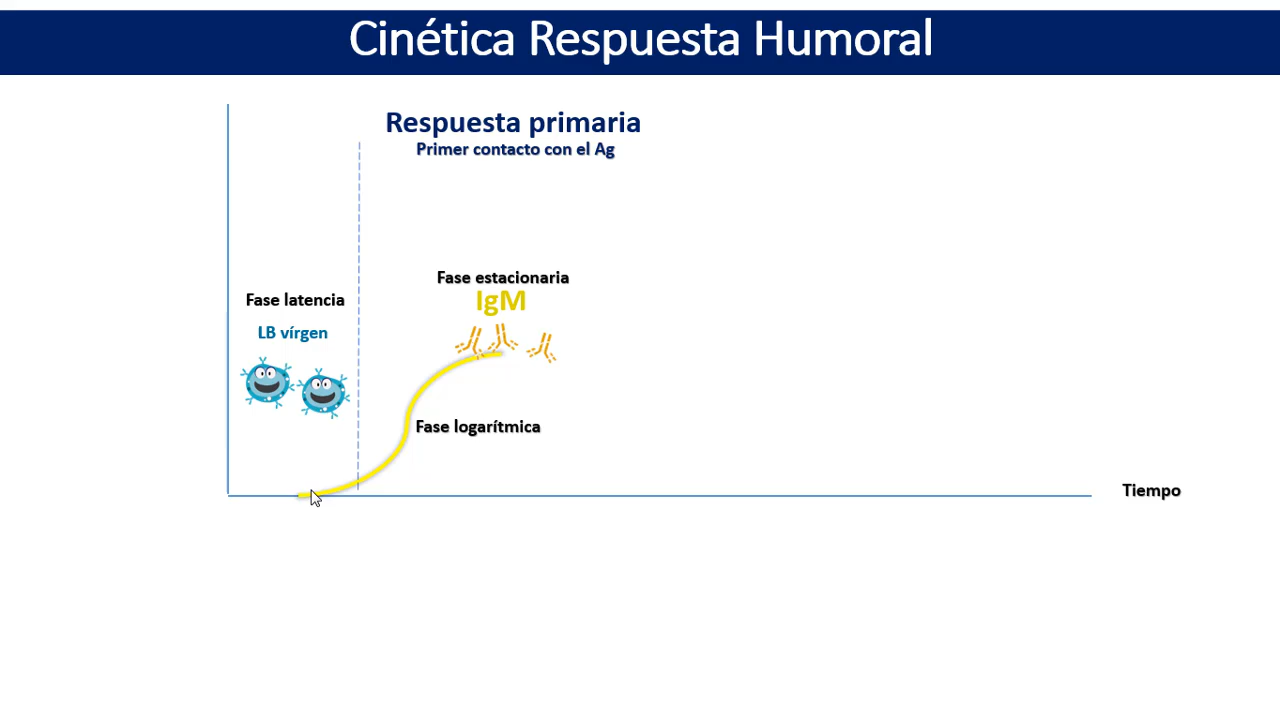 Cinética Respuesta Humoral
Respuesta primaria
Primer contacto con el Ag
Fase estacionaria
IgM
Fase latencia
LB vírgen
Fase logarítmica
Tiempo